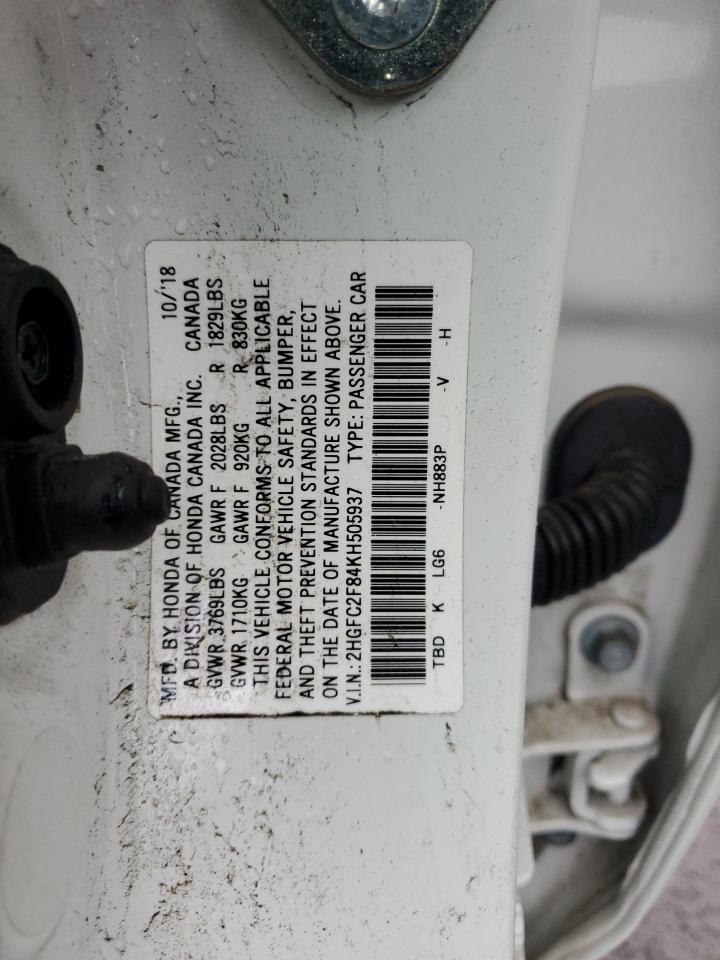 MFD. BY HONDA OF CANADA MFG., 10/'18
A DIVISION OF HONDA CANADA INC. CANADA
GVWR 3769LBS GAWR F 2028LBS R 1829LBS
GVWR 1710KG GAWR F 920KG R 830KG
THIS VEHICLE CONFORMS TO ALL APPLICABLE
FEDERAL MOTOR VEHICLE SAFETY, BUMPER,
AND THEFT PREVENTION STANDARDS IN EFFECT
ON THE DATE OF MANUFACTURE SHOWN ABOVE.
V.I.N.: 2HGFC2F84KH505937 TYPE: PASSENGER CAR
TBD K LG6 -NH883P -V -H